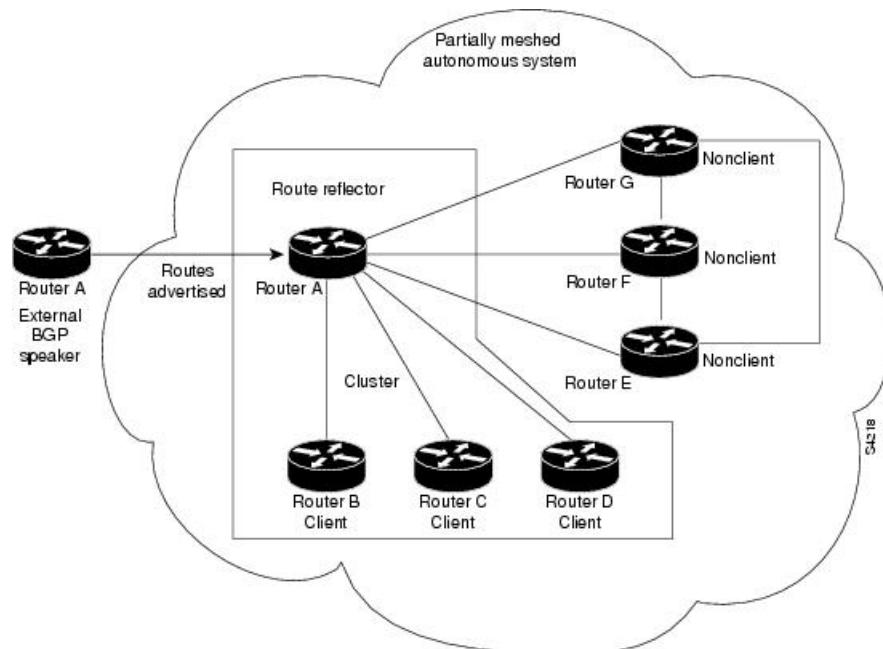 Partially meshed
autonomous system
Nonclient
Router G
Route reflector
Router A
Routes
advertised
Router A
External
BGP
speaker
Nonclient
Router F
Nonclient
Router E
Cluster
Router B
Client
Router C
Client
Router D
Client
S4218